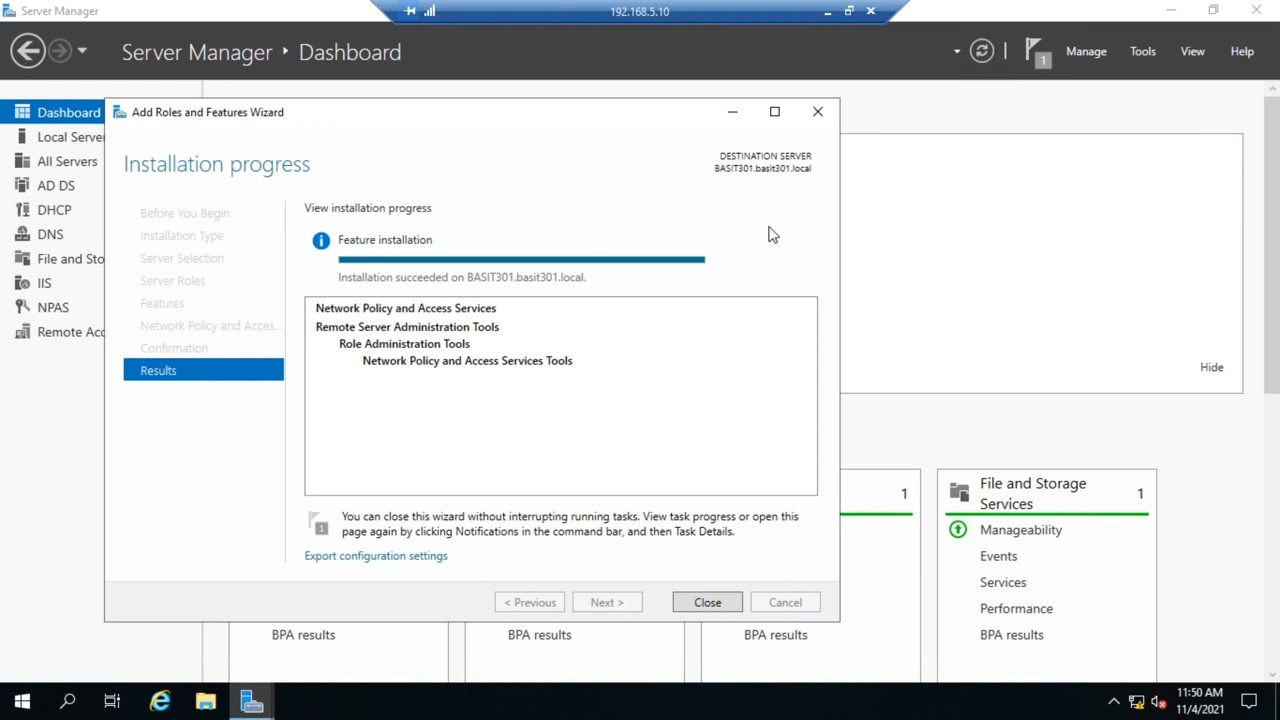 Server Manager
192.168.5.10
Server Manager
Dashboard
1
Manage
Tools
View
Help
Dashboard
Local Server
All Servers
AD DS
DHCP
DNS
File and Sto
IIS
NPAS
Remote Acc
Add Roles and Features Wizard
Installation progress
DESTINATION SERVER
BASIT301.basit301.local
Before You Begin
Installation Type
Server Selection
Server Roles
Features
Network Policy and Acces...
Confirmation
Results
View installation progress
Feature installation
Installation succeeded on BASIT301.basit301.local.
Network Policy and Access Services
Remote Server Administration Tools
Role Administration Tools
Network Policy and Access Services Tools
1
You can close this wizard without interrupting running tasks. View task progress or open this
page again by clicking Notifications in the command bar, and then Task Details.
Export configuration settings
< Previous
Next >
Close
Cancel
Hide
1
File and Storage
Services
1
Manageability
Events
Services
Performance
BPA results
BPA results
BPA results
BPA results
11:50 AM
11/4/2021